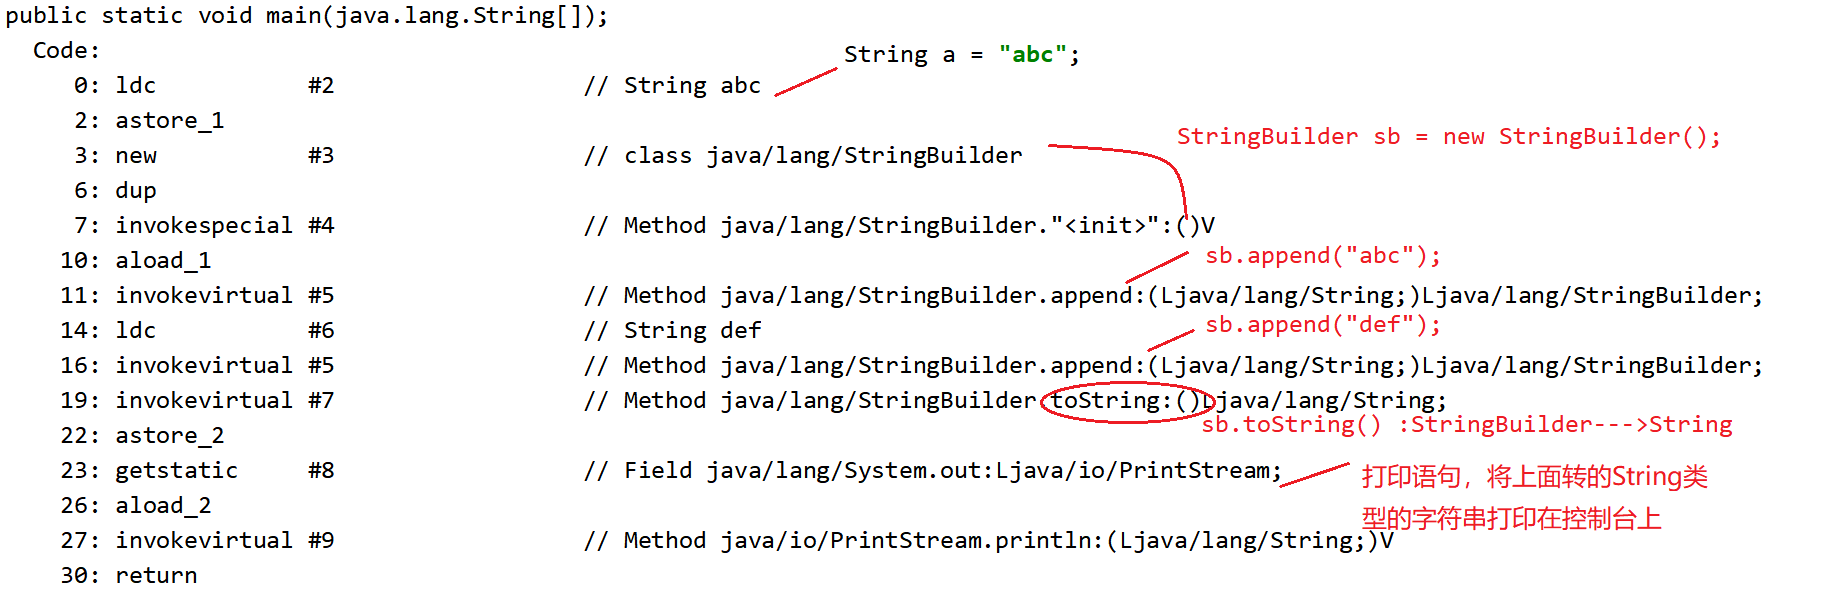 public static void main(java.lang.String[]);
Code:
String a = "abc";
0: ldc #2 // String abc
2: astore_1
StringBuilder sb = new StringBuilder();
3: new #3 // class java/lang/StringBuilder
6: dup
7: invokespecial #4 // Method java/lang/StringBuilder."<init>":()V
10: aload_1
sb.append("abc");
11: invokevirtual #5 // Method java/lang/StringBuilder.append:(Ljava/lang/String;)Ljava/lang/StringBuilder;
14: ldc #6 // String def
sb.append("def");
16: invokevirtual #5 // Method java/lang/StringBuilder.append:(Ljava/lang/String;)Ljava/lang/StringBuilder;
19: invokevirtual #7 // Method java/lang/StringBuilder.toString:()Ljava/lang/String;
sb.toString() :StringBuilder--->String
22: astore_2
23: getstatic #8 // Field java/lang/System.out:Ljava/io/PrintStream;
打印语句，将上面转的String类
型的字符串打印在控制台上
26: aload_2
27: invokevirtual #9 // Method java/io/PrintStream.println:(Ljava/lang/String;)V
30: return